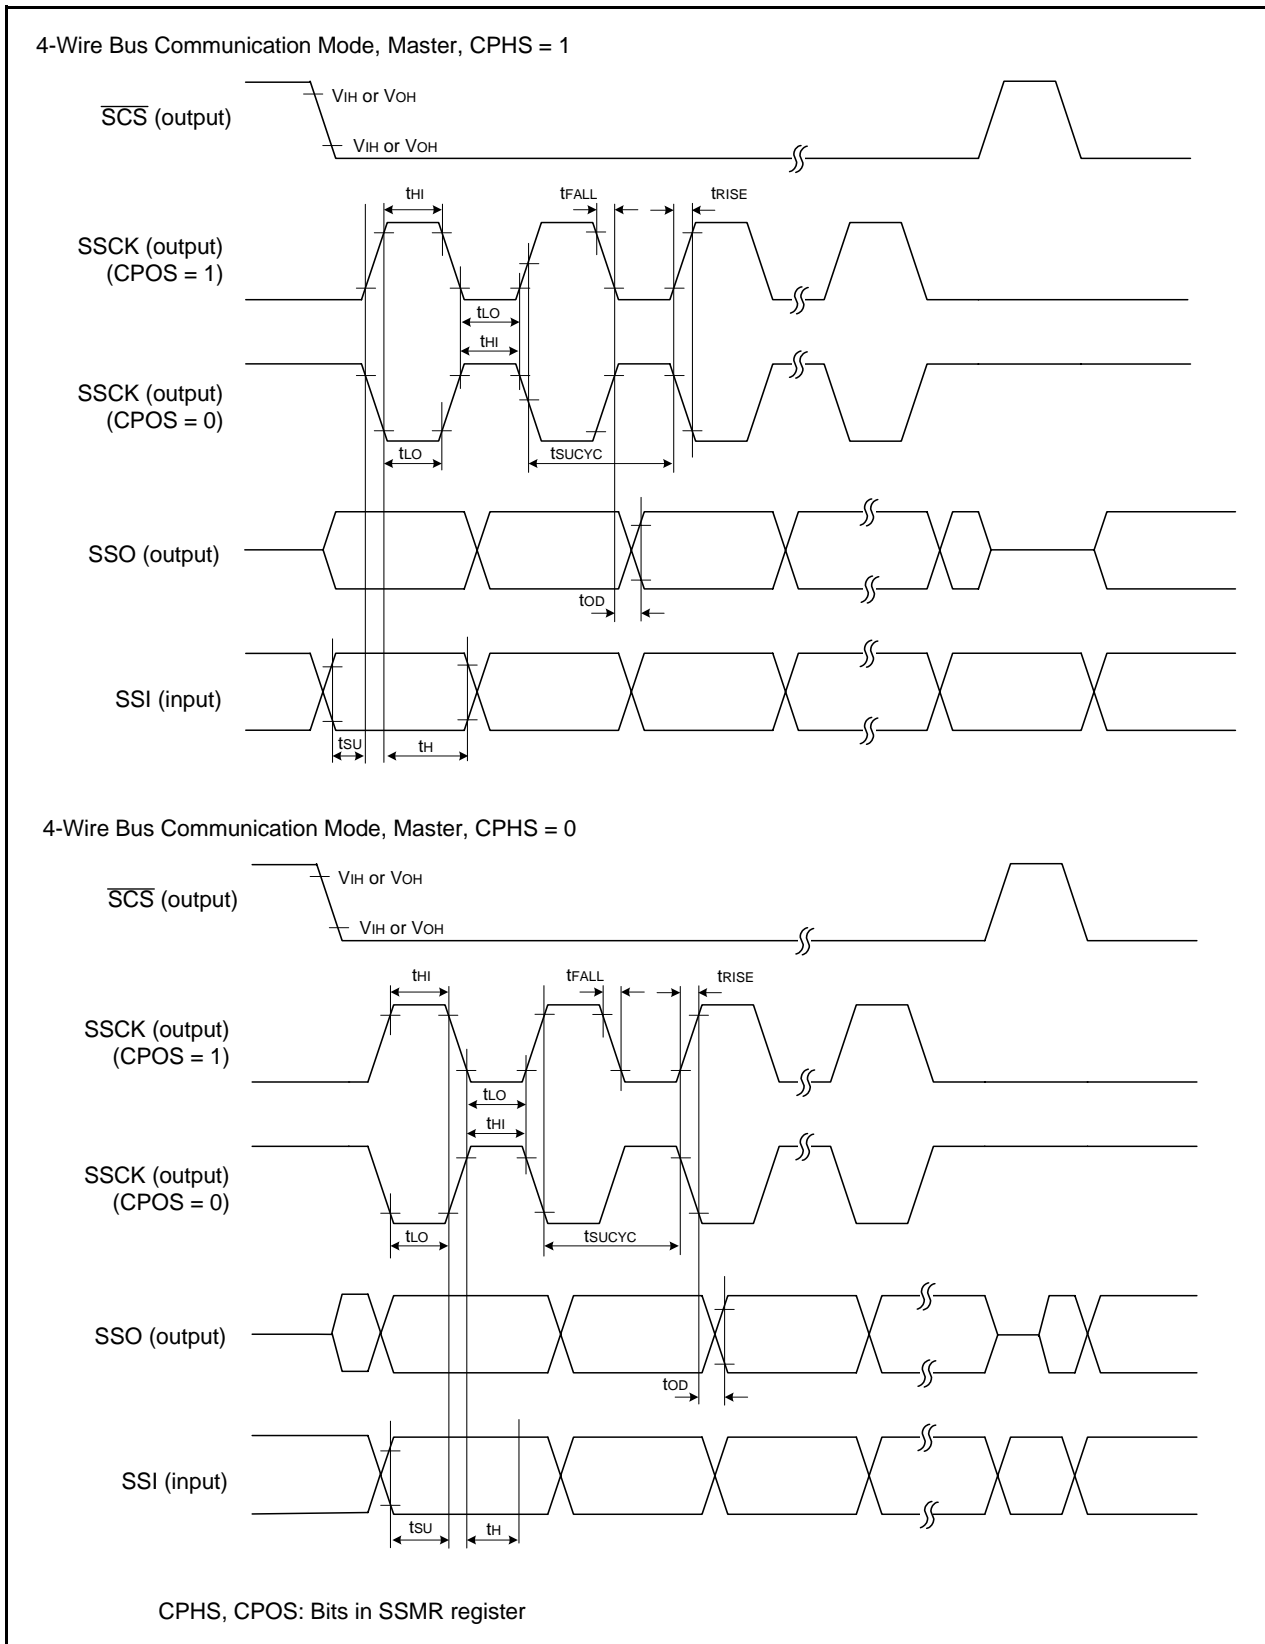 4-Wire Bus Communication Mode, Master, CPHS = 1
SCS (output)
VIH or VOH
VIH or VOH
tHI
tFALL
tRISE
SSCK (output)
(CPOS = 1)
tLO
tHI
SSCK (output)
(CPOS = 0)
tLO
tSUCYC
SSO (output)
tOD
SSI (input)
tSU
tH
4-Wire Bus Communication Mode, Master, CPHS = 0
SCS (output)
VIH or VOH
VIH or VOH
tHI
tFALL
tRISE
SSCK (output)
(CPOS = 1)
tLO
tHI
SSCK (output)
(CPOS = 0)
tLO
tSUCYC
SSO (output)
tOD
SSI (input)
tSU
tH
CPHS, CPOS: Bits in SSMR register